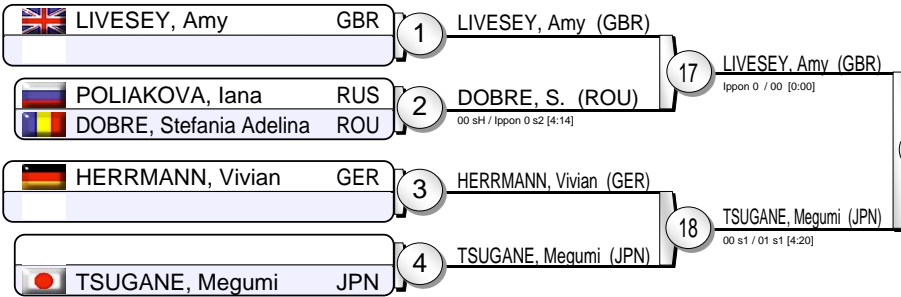 LIVESEY, Amy GBR
1
LIVESEY, Amy (GBR)
17
LIVESEY, Amy (GBR)
Ippon 0 / 00 [0:00]
POLIAKOVA, Iana RUS
DOBRE, Stefania Adelina ROU
2
DOBRE, S. (ROU)
00 sH / Ippon 0 s2 [4:14]
HERRMANN, Vivian GER
3
HERRMANN, Vivian (GER)
18
TSUGANE, Megumi (JPN)
00 s1 / 01 s1 [4:20]
TSUGANE, Megumi JPN
4
TSUGANE, Megumi (JPN)